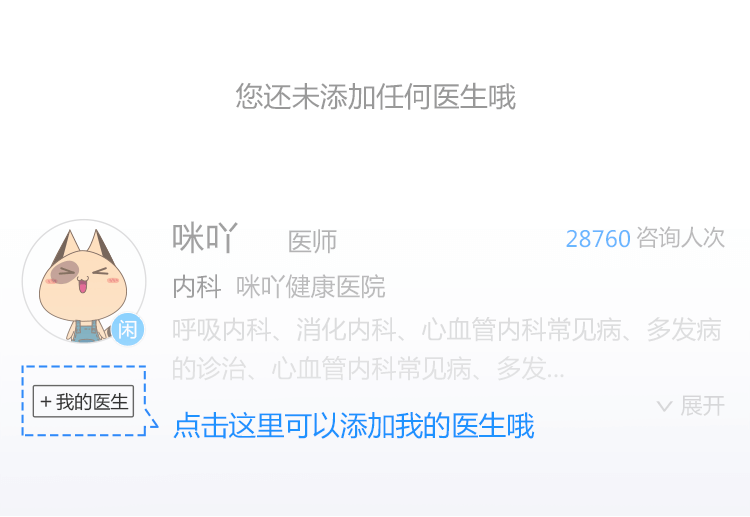 您还未添加任何医生哦
咪吖 医师 28760 咨询人次
内科 咪吖健康医院
呼吸内科、消化内科、心血管内科常见病、多发病
的诊治、心血管内科常见病、多发...
闲
+ 我的医生
展开
点击这里可以添加我的医生哦